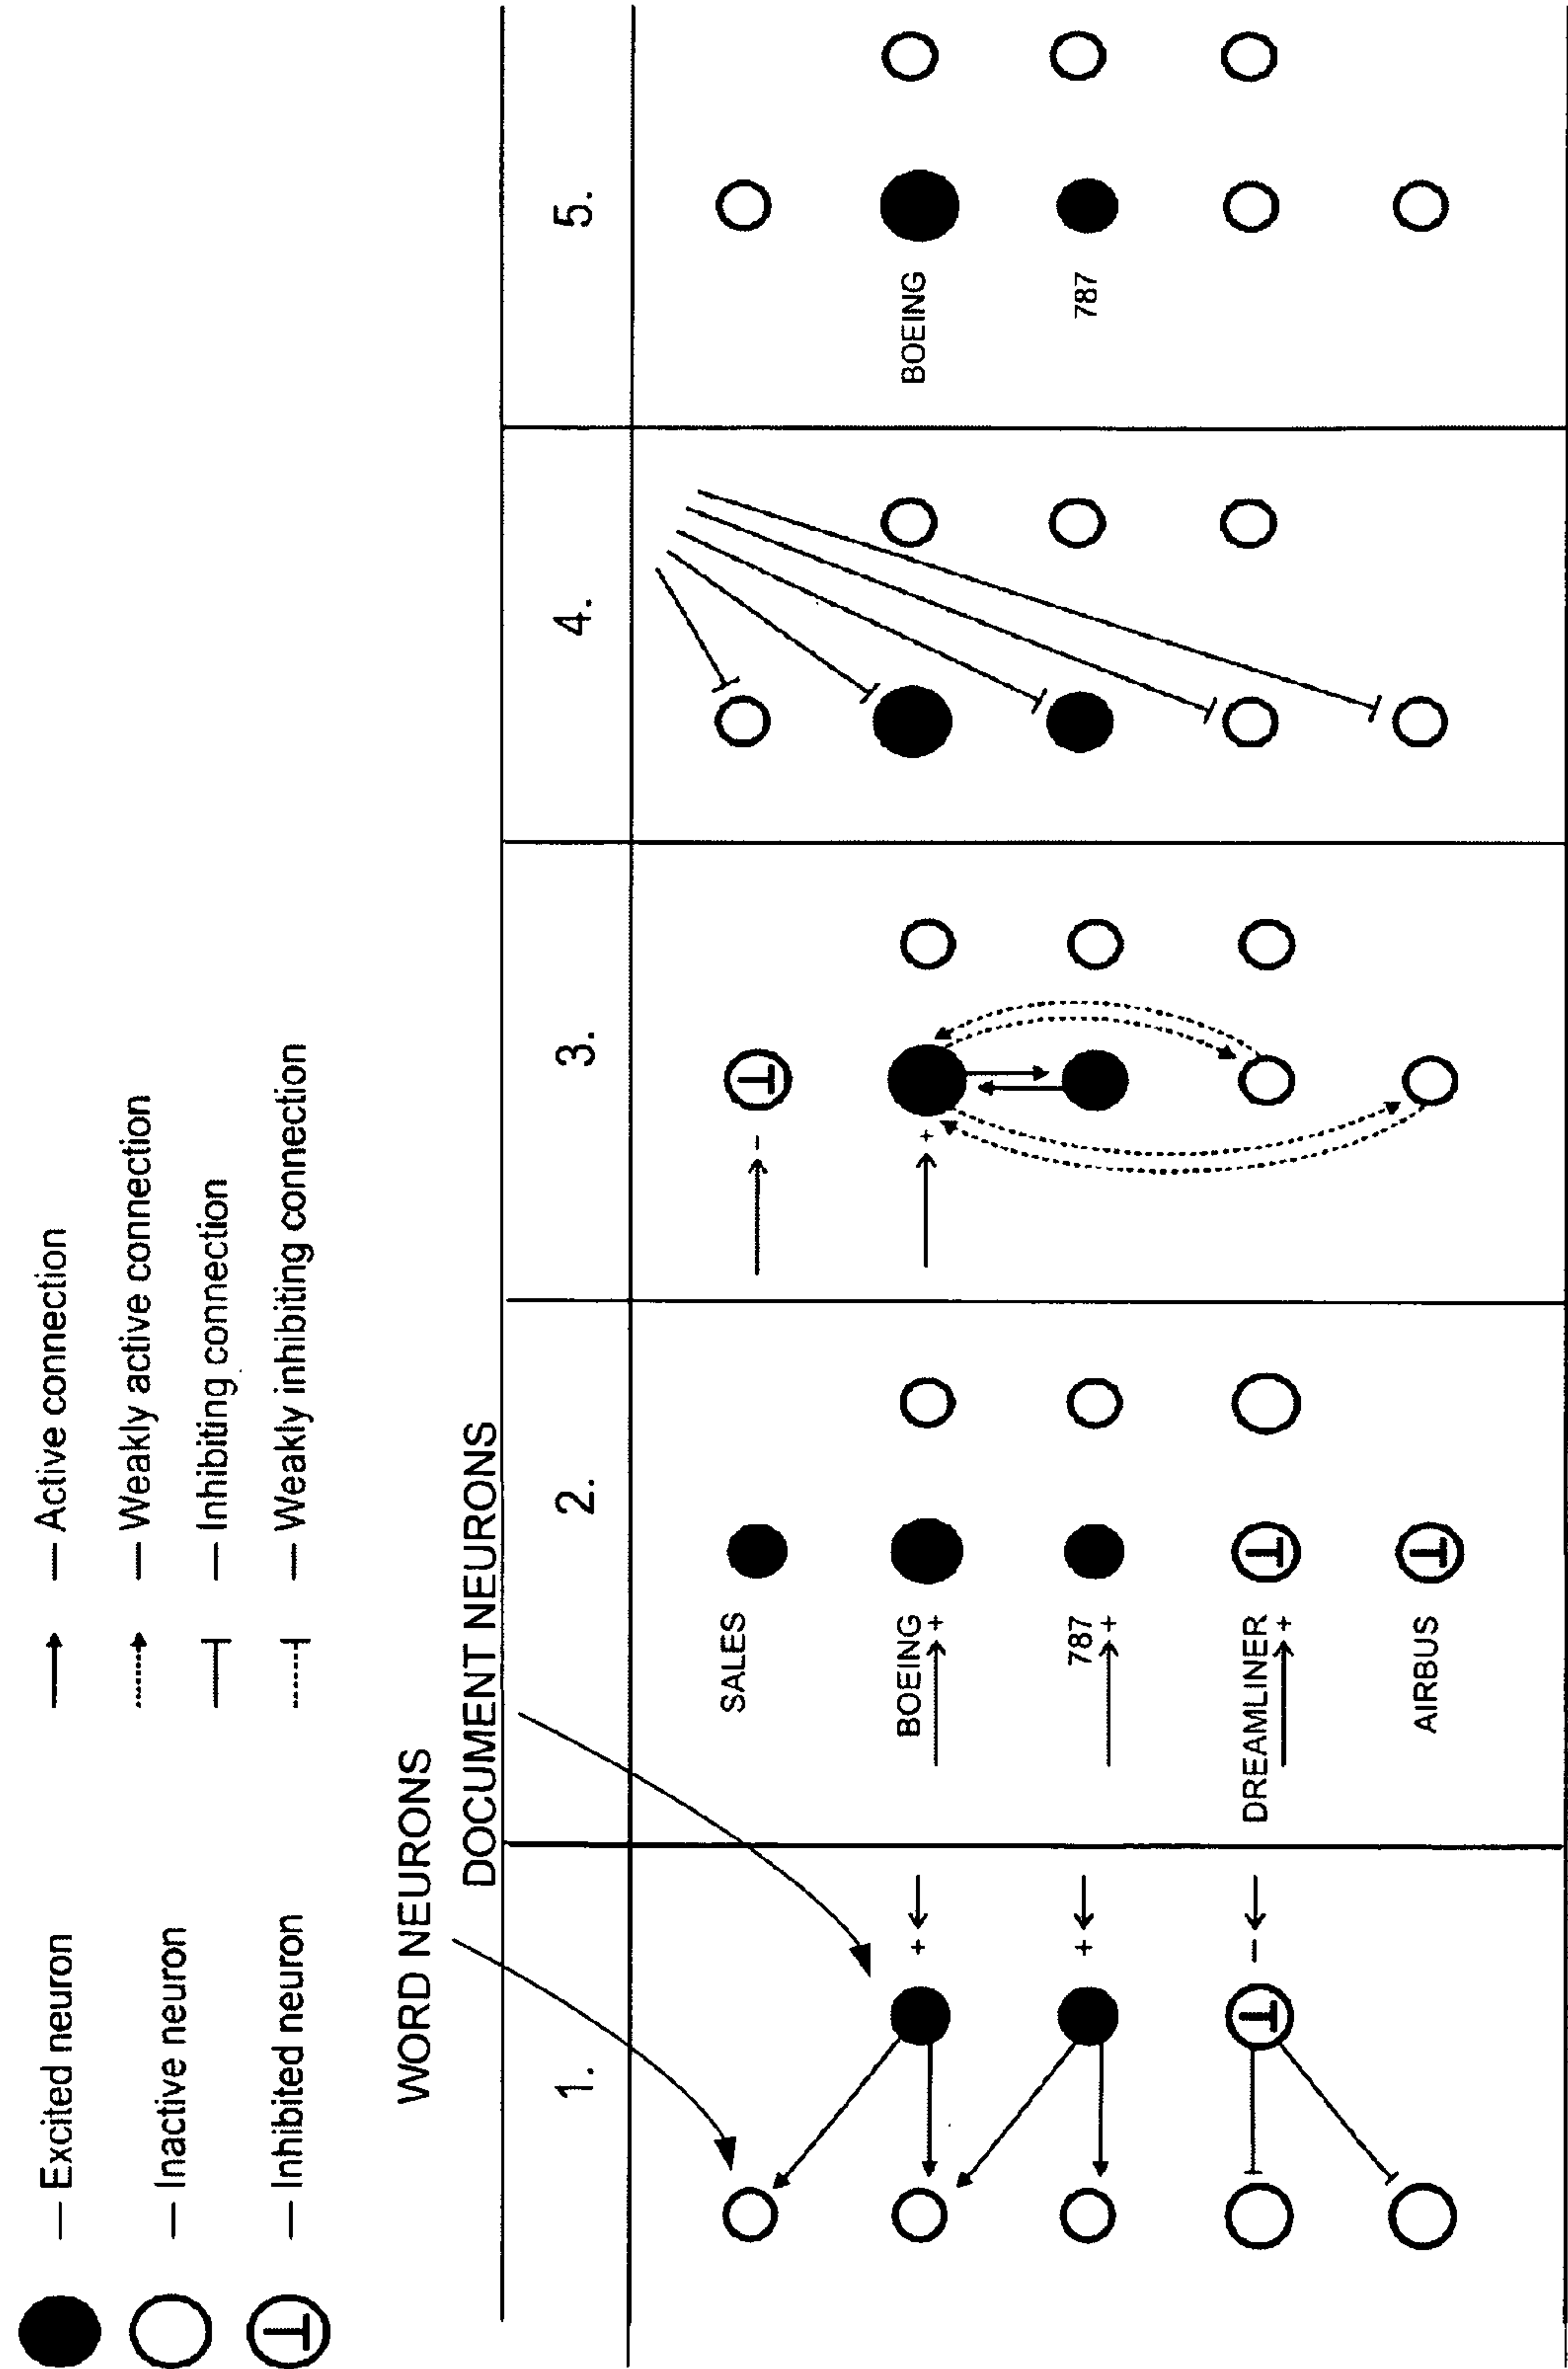 — Excited neuron
— Inactive neuron
T — Inhibited neuron
— Active connection
— Weakly active connection
— Inhibiting connection
— Weakly inhibiting connection
WORD NEURONS
DOCUMENT NEURONS
1.
2.
3.
4.
5.
+
+
T −
SALES
BOEING +
787 +
DREAMLINER + T
AIRBUS T
− T
+
BOEING
787